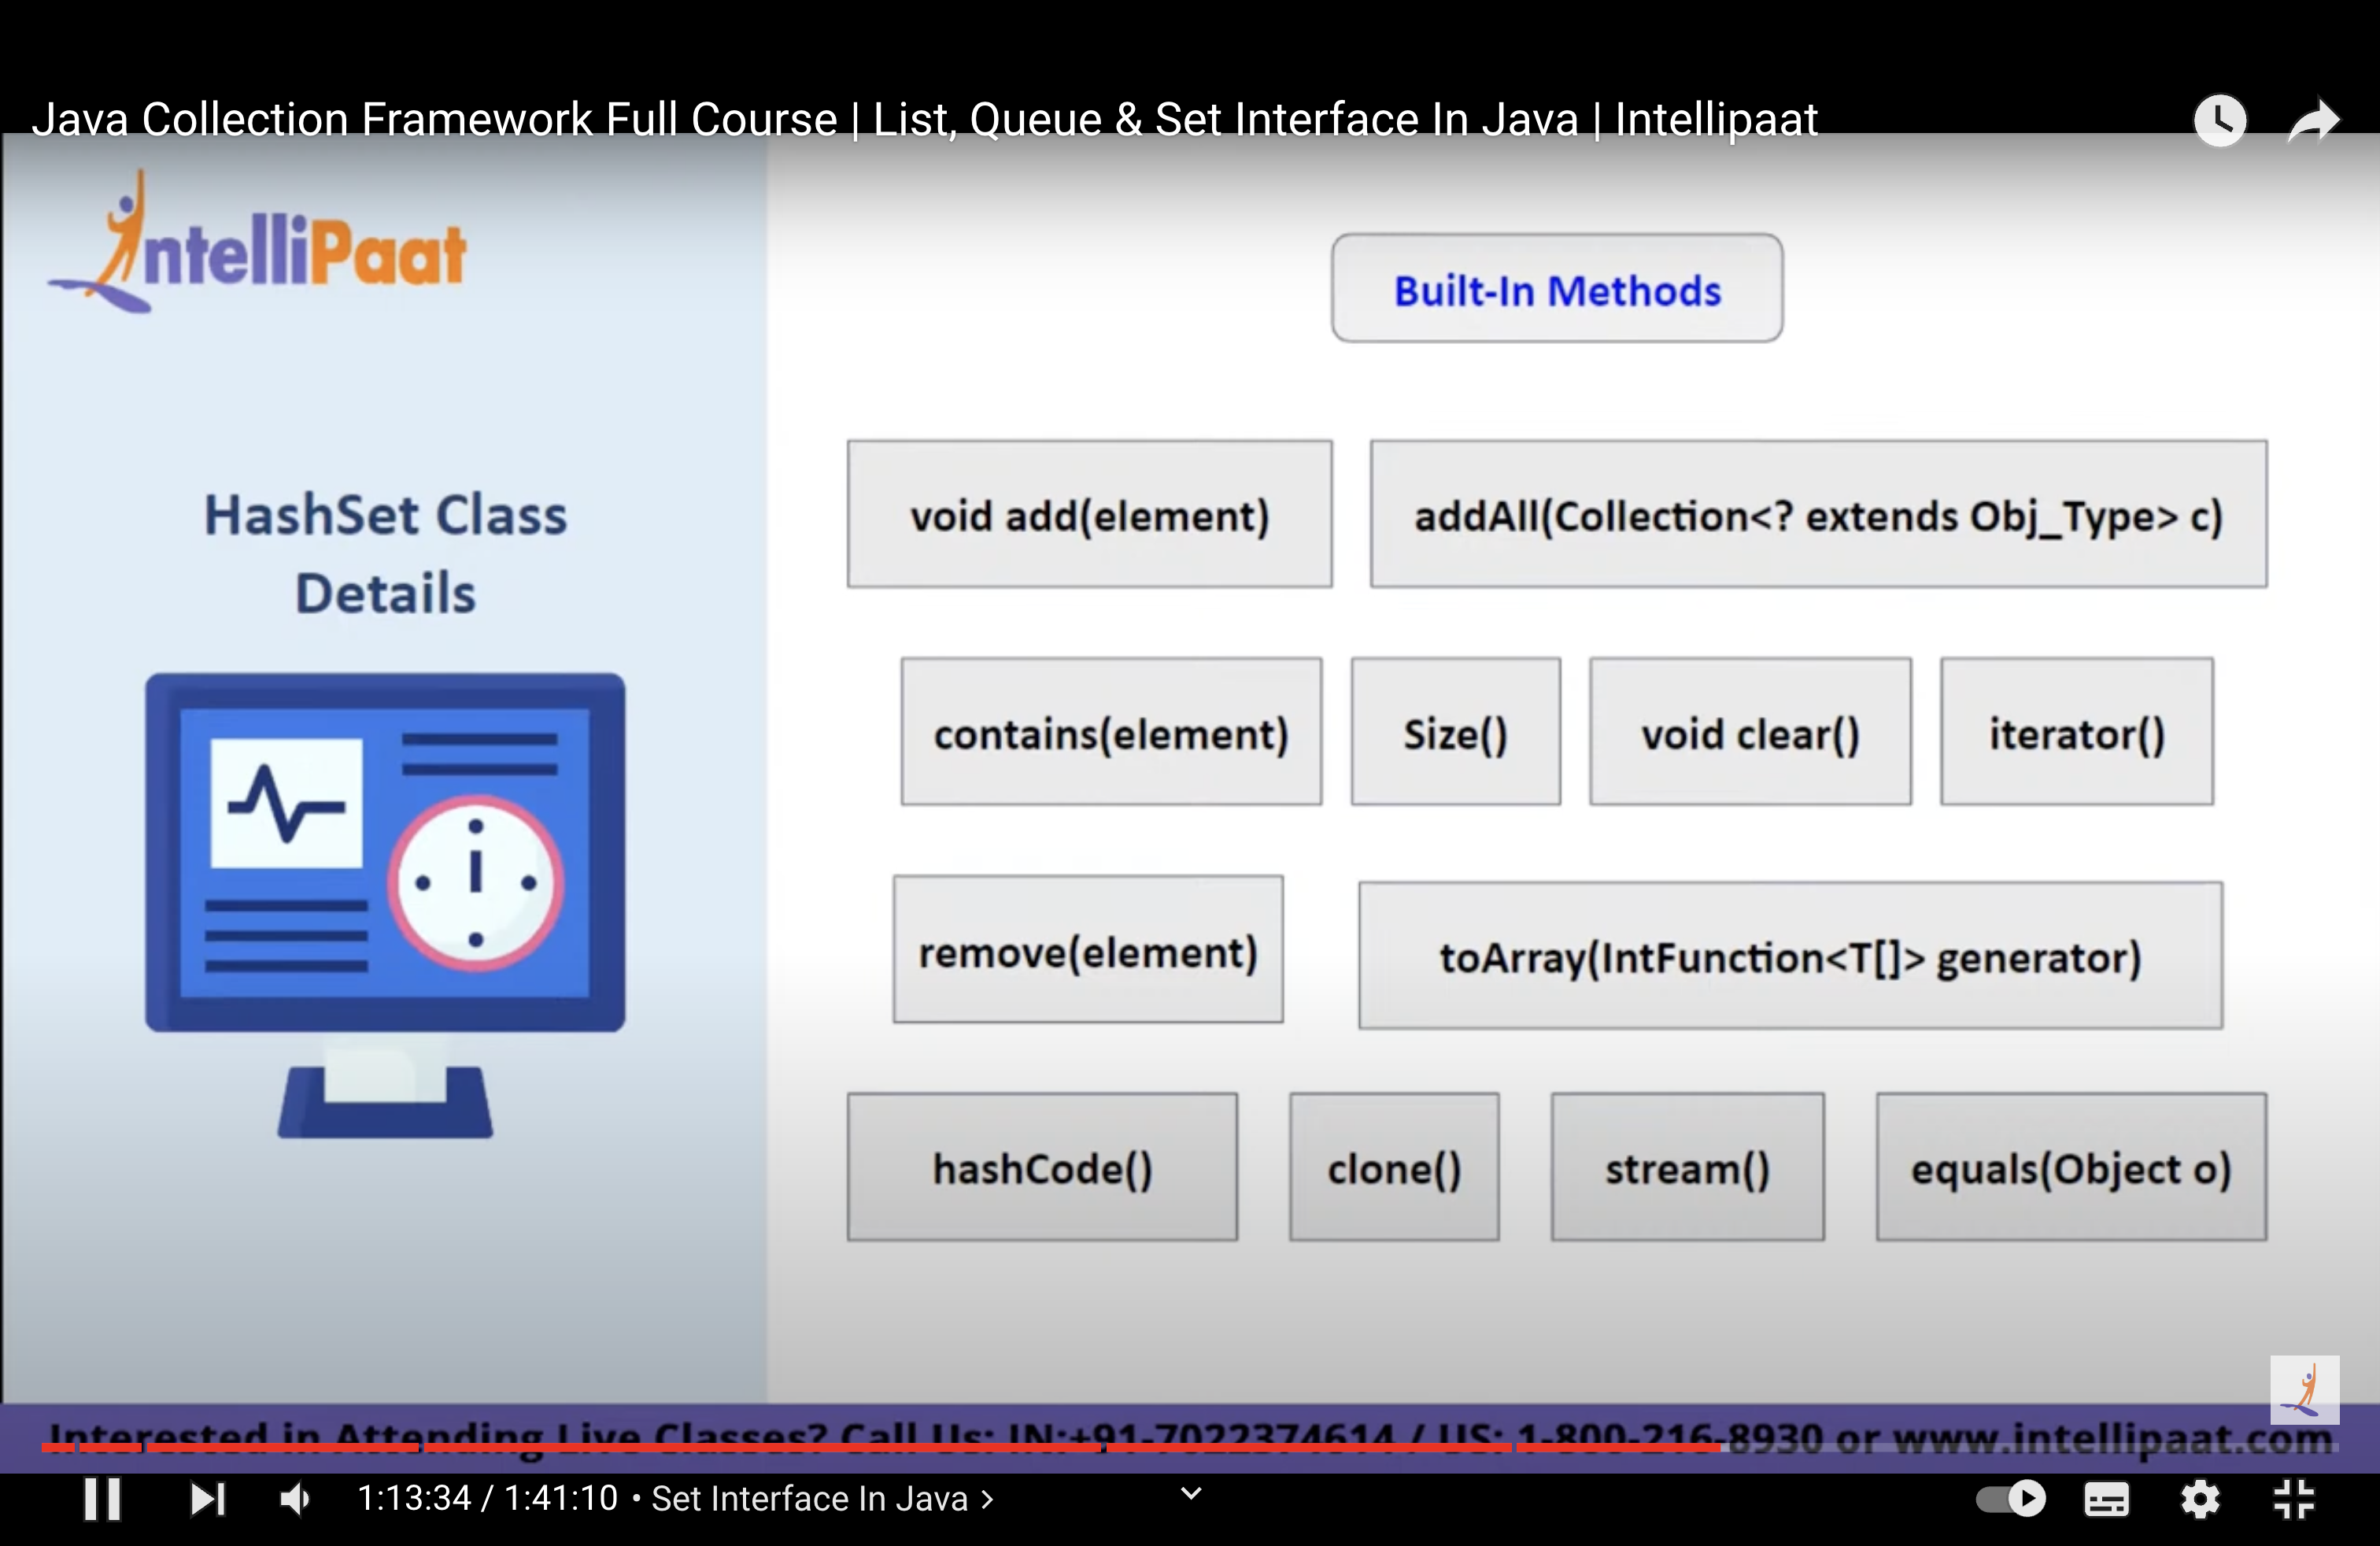 Java Collection Framework Full Course | List, Queue & Set Interface In Java | Intellipaat
IntelliPaat
Built-In Methods
HashSet Class
Details
void add(element)
addAll(Collection<? extends Obj_Type> c)
contains(element)
Size()
void clear()
iterator()
i
remove(element)
toArray(IntFunction<T[]> generator)
hashCode()
clone()
stream()
equals(Object o)
Interested in Attending Live Classes? Call Us: IN:+91-7022374614 / US: 1-800-216-8930 or www.intellipaat.com
1:13:34 / 1:41:10 • Set Interface In Java >